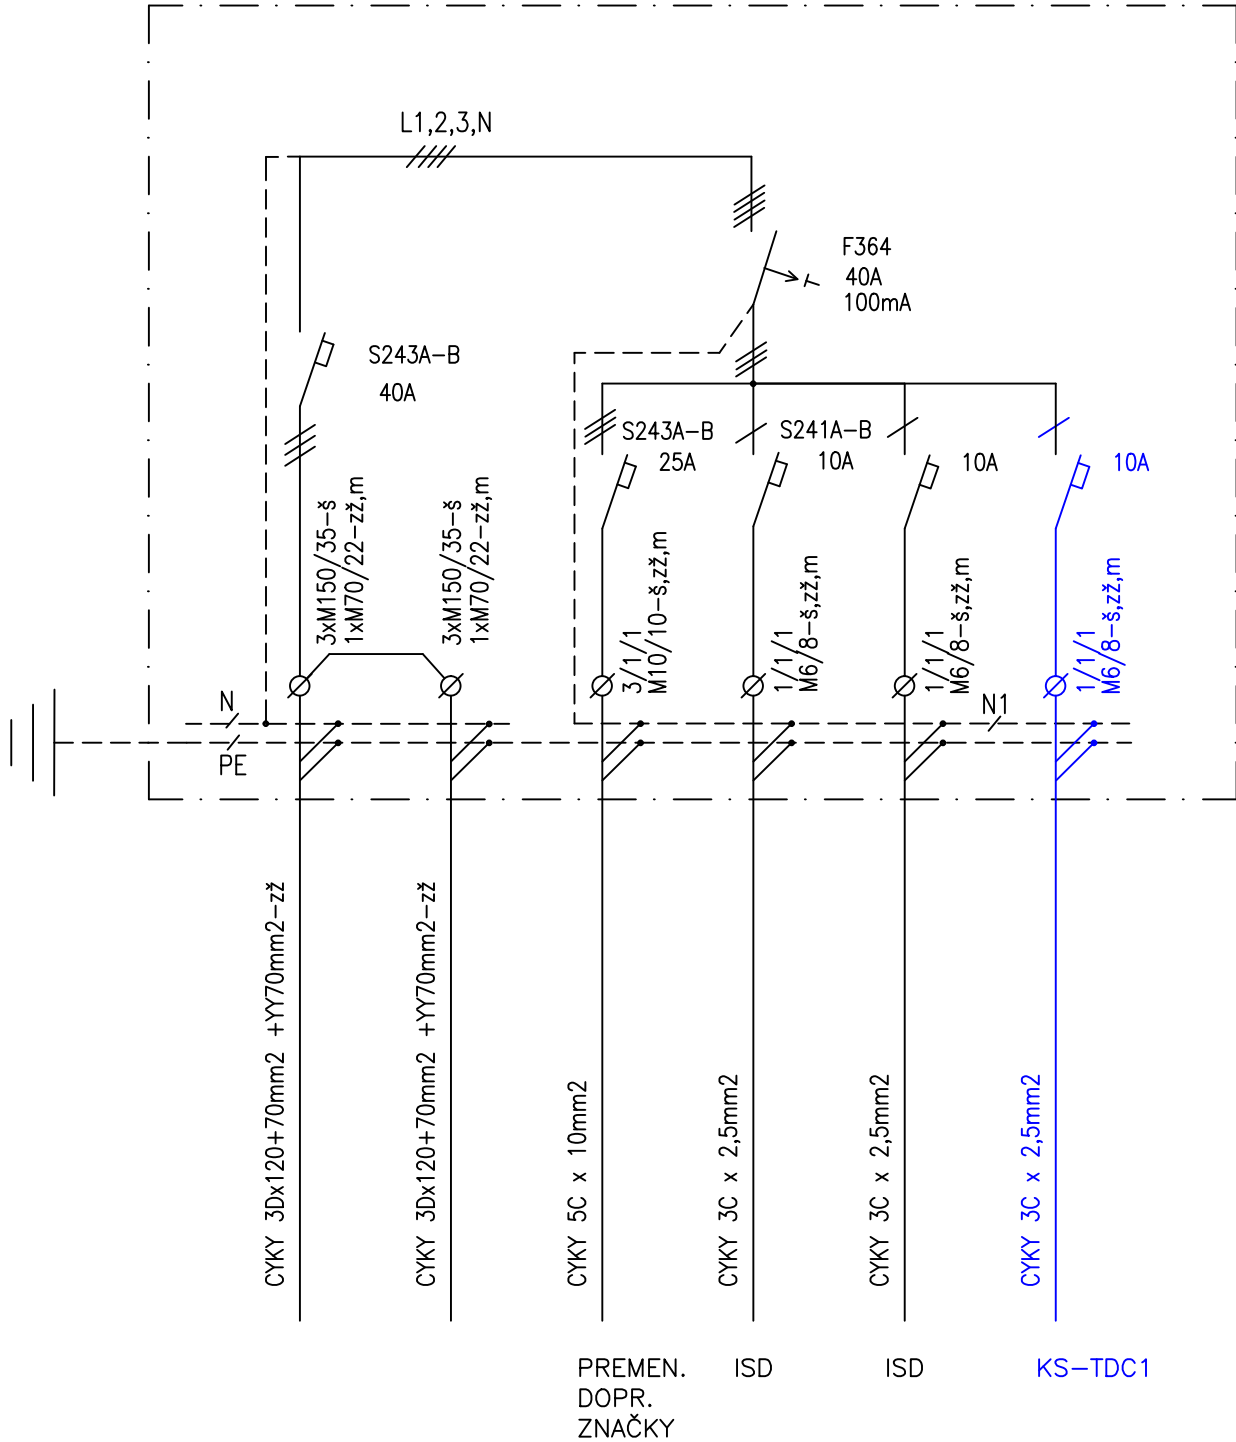 L1,2,3,N
F364
40A
100mA
S243A-B
40A
S243A-B
25A
S241A-B
10A
10A
10A
3xM150/35-š
1xM70/22-zž,m
3xM150/35-š
1xM70/22-zž,m
3/1/1
M10/10-š,zž,m
1/1/1
M6/8-š,zž,m
1/1/1
M6/8-š,zž,m
1/1/1
M6/8-š,zž,m
N
N1
PE
CYKY 3Dx120+70mm2 +YY70mm2-zž
CYKY 3Dx120+70mm2 +YY70mm2-zž
CYKY 5C x 10mm2
CYKY 3C x 2,5mm2
CYKY 3C x 2,5mm2
CYKY 3C x 2,5mm2
PREMEN.
DOPR.
ZNAČKY
ISD
ISD
KS-TDC1